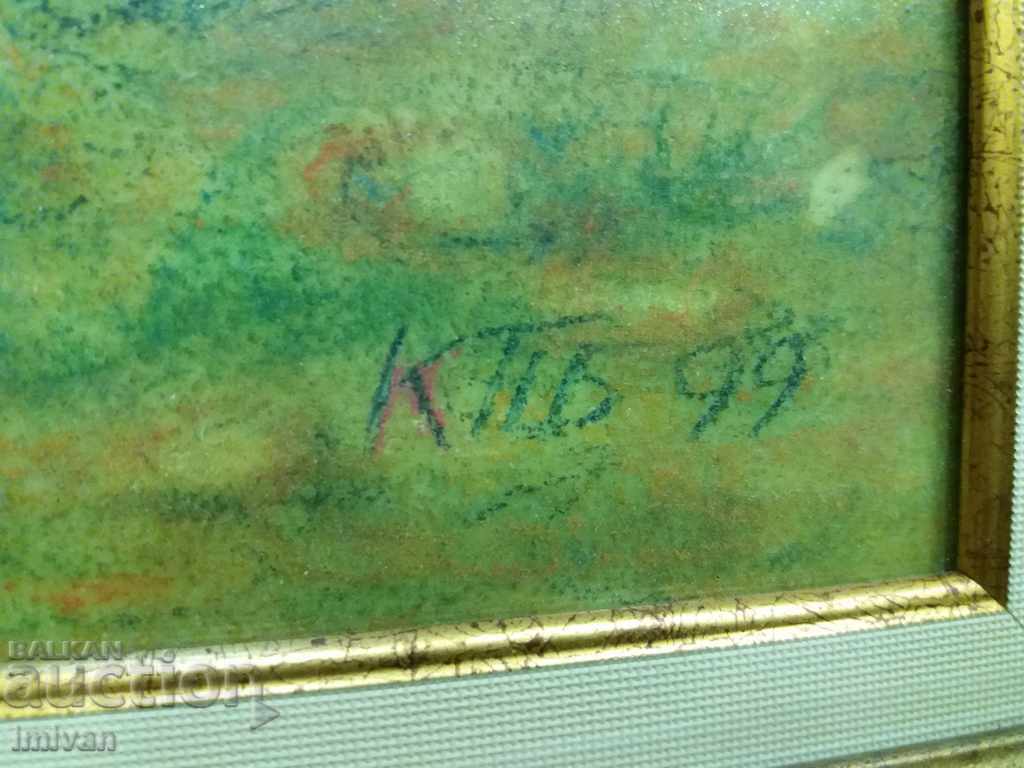 КПБ 99
BALKAN
auction
imivan